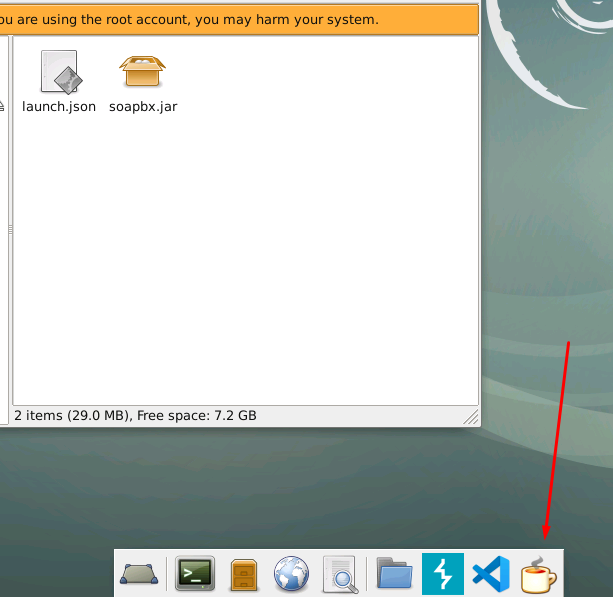 ou are using the root account, you may harm your system.
launch.json
soapbx.jar
2 items (29.0 MB), Free space: 7.2 GB
>_